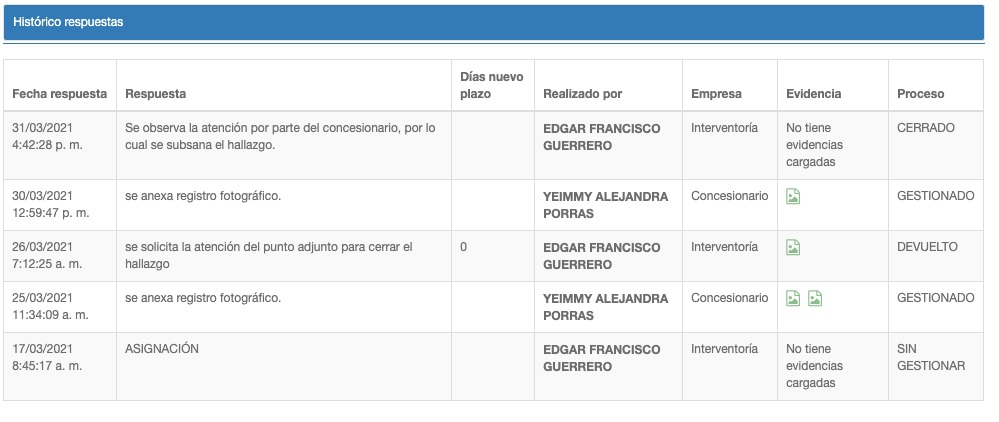 Histórico respuestas
Días nuevo
Fecha respuesta Respuesta plazo Realizado por Empresa Evidencia Proceso
31/03/2021 Se observa la atención por parte del concesionario, por lo EDGAR FRANCISCO Interventoría No tiene CERRADO
4:42:28 p. m. cual se subsana el hallazgo. GUERRERO evidencias
cargadas
30/03/2021 se anexa registro fotográfico. YEIMMY ALEJANDRA Concesionario GESTIONADO
12:59:47 p. m. PORRAS
26/03/2021 se solicita la atención del punto adjunto para cerrar el 0 EDGAR FRANCISCO Interventoría DEVUELTO
7:12:25 a. m. hallazgo GUERRERO
25/03/2021 se anexa registro fotográfico. YEIMMY ALEJANDRA Concesionario GESTIONADO
11:34:09 a. m. PORRAS
17/03/2021 ASIGNACIÓN EDGAR FRANCISCO Interventoría No tiene SIN
8:45:17 a. m. GUERRERO evidencias GESTIONAR
cargadas